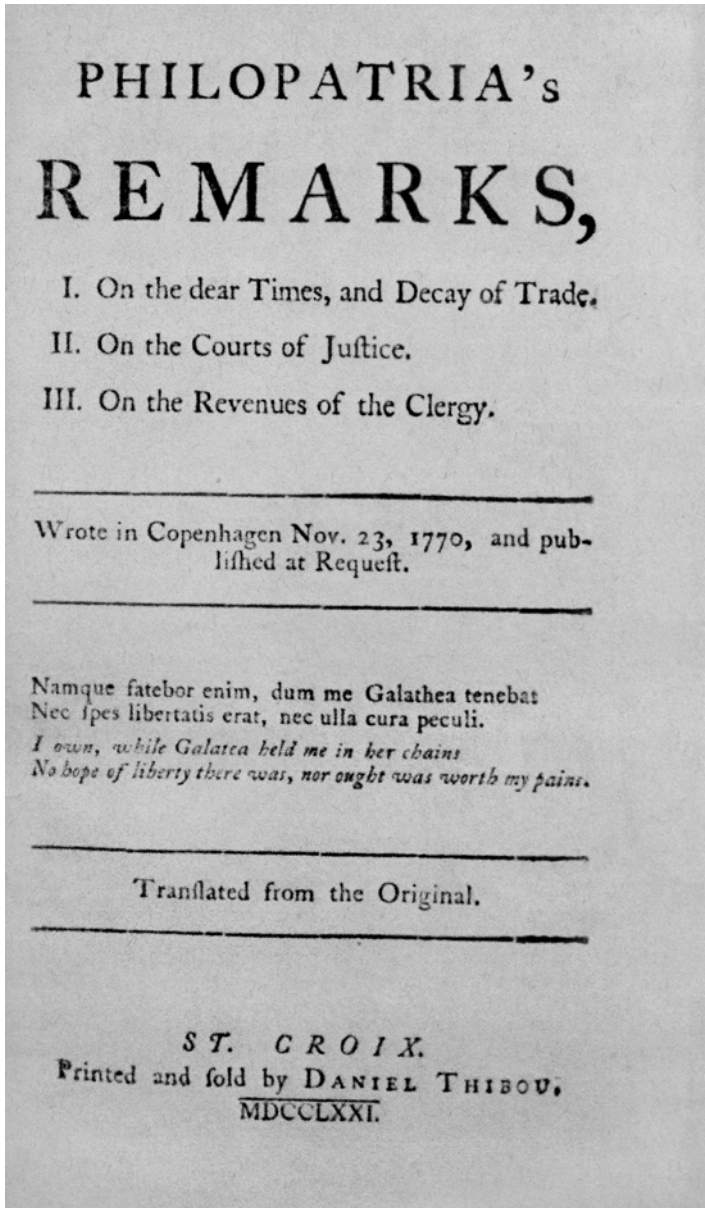 PHILOPATRIA's
REMARKS,
I. On the dear Times, and Decay of Trade.
II. On the Courts of Juſtice.
III. On the Revenues of the Clergy.
Wrote in Copenhagen Nov. 23, 1770, and pub-
liſhed at Requeſt.
Namque fatebor enim, dum me Galathea tenebat
Nec ſpes libertatis erat, nec ulla cura peculi.
I own, while Galatea held me in her chains
No hope of liberty there was, nor ought was worth my pains.
Tranſlated from the Original.
ST. CROIX.
Printed and ſold by DANIEL THIBOU.
MDCCLXXI.